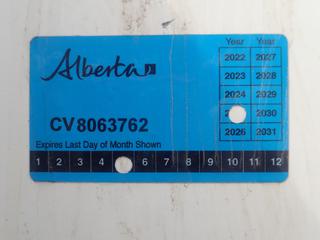 Alberta
Year Year
2022 2027
2023 2028
2024 2029
2030
2026 2031
CV8063762
Expires Last Day of Month Shown
1 2 3 4 6 7 8 9 10 11 12